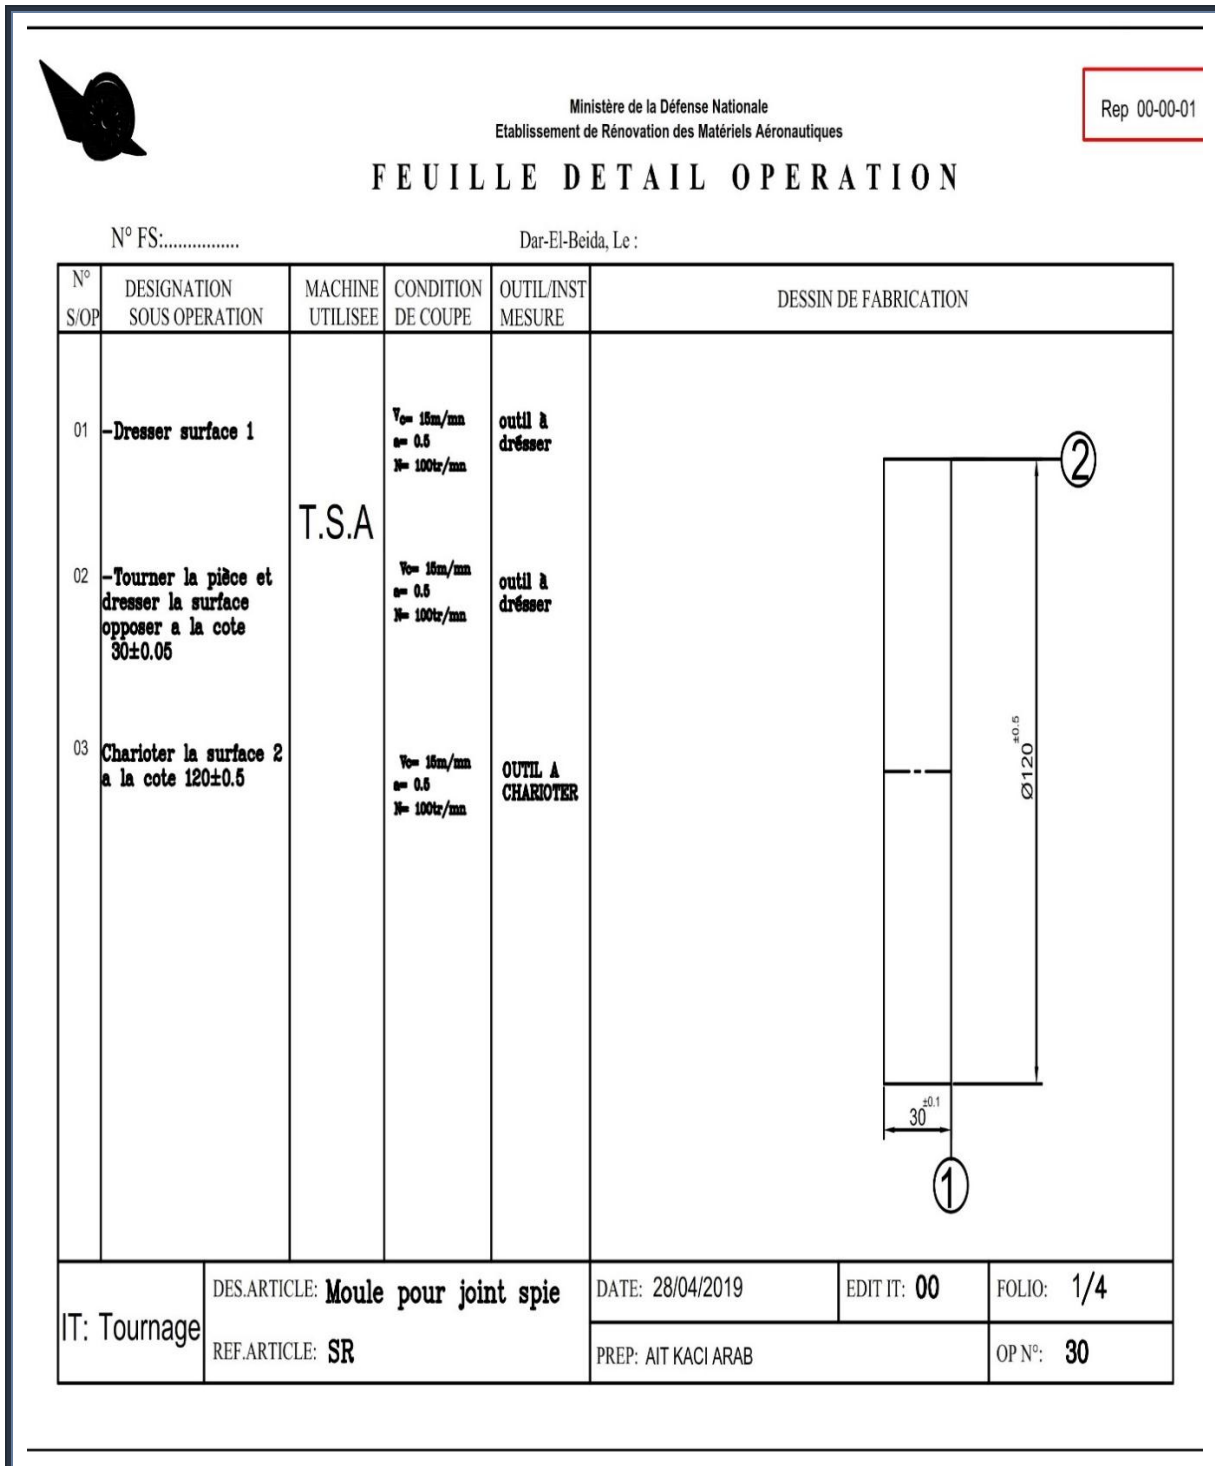 Ministère de la Défense Nationale
Rep 00-00-01
Etablissement de Rénovation des Matériels Aéronautiques
FEUILLE DETAIL OPERATION
N° FS:...............
Dar-El-Beida, Le :
N° S/OP
DESIGNATION SOUS OPERATION
MACHINE UTILISEE
CONDITION DE COUPE
OUTIL/INST MESURE
DESSIN DE FABRICATION
01
-Dresser surface 1
T.S.A
Vc= 15m/mn
a= 0.5
N= 100tr/mn
outil à
drésser
02
-Tourner la pièce et
dresser la surface
opposer a la cote
30±0.05
Vc= 15m/mn
a= 0.5
N= 100tr/mn
outil à
drésser
03
Charioter la surface 2
a la cote 120±0.5
Vc= 15m/mn
a= 0.5
N= 100tr/mn
OUTIL A
CHARIOTER
2
Ø120 ±0.5
30 ±0.1
1
IT: Tournage
DES.ARTICLE: Moule pour joint spie
REF.ARTICLE: SR
DATE: 28/04/2019
EDIT IT: 00
FOLIO: 1/4
PREP: AIT KACI ARAB
OP N°: 30